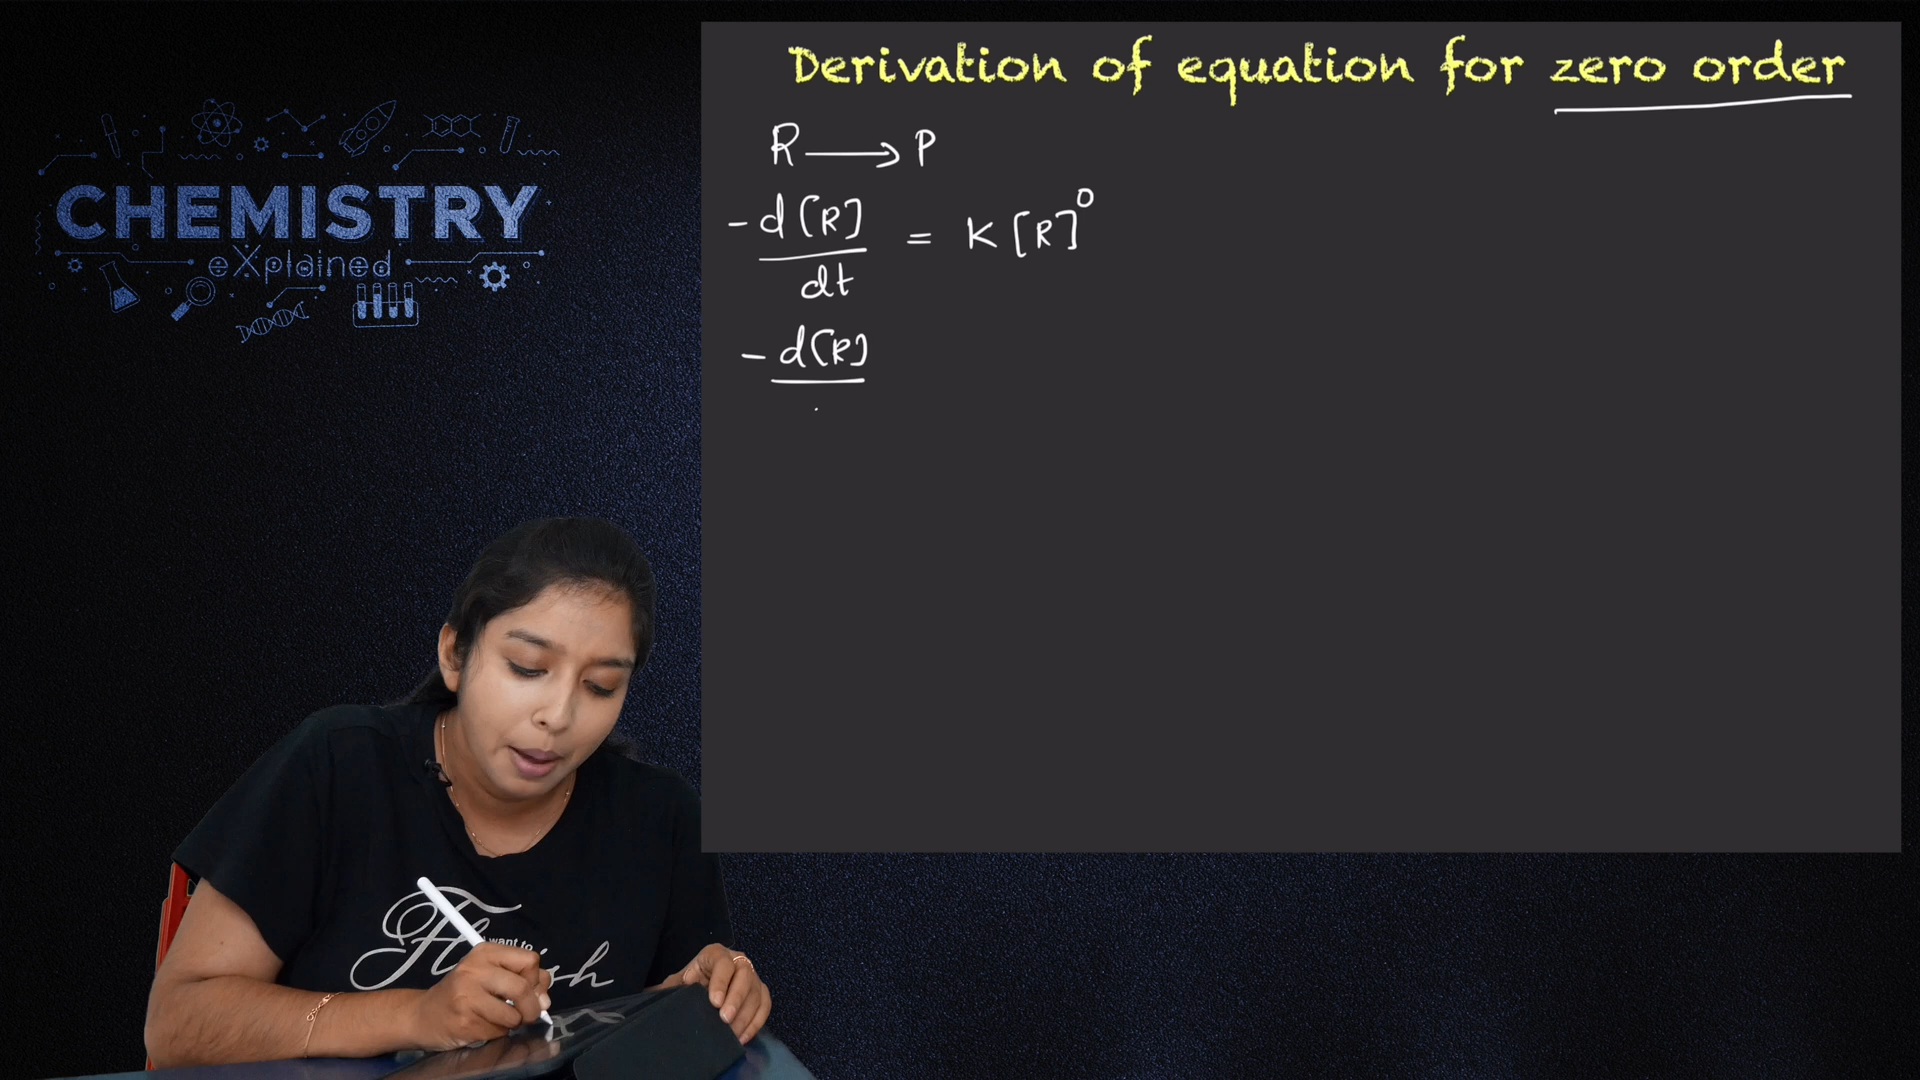 CHEMISTRY
eXplained
Derivation of equation for zero order
R ⟶ P
-d[R]/dt = K[R]⁰
-d[R]
I want to